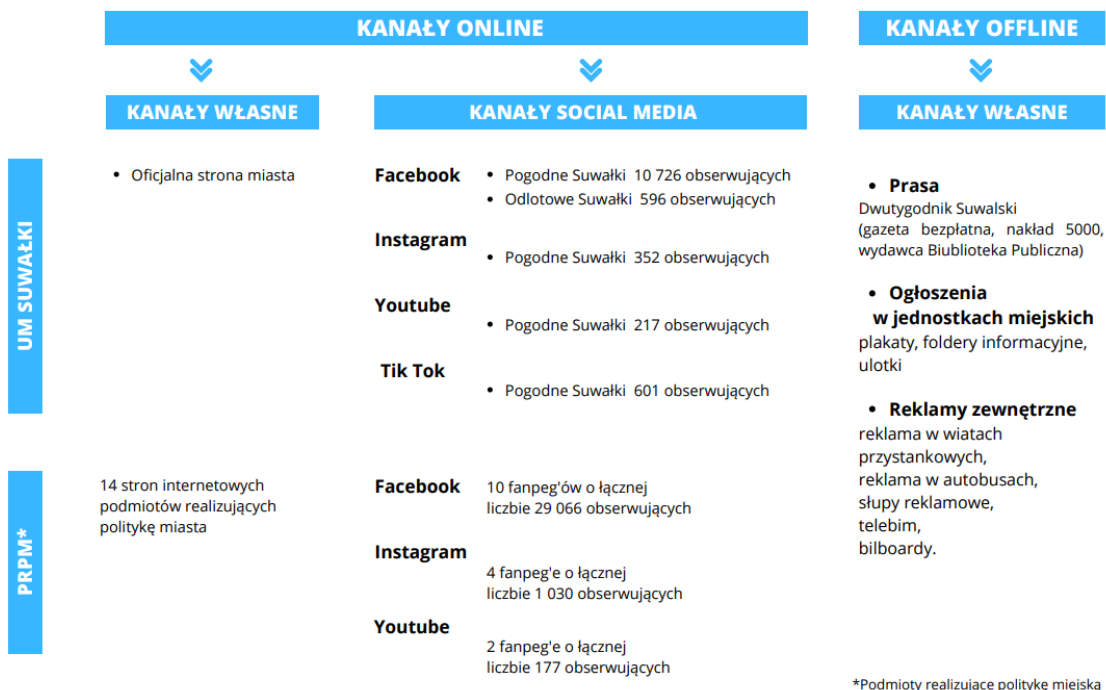 KANAŁY ONLINE
KANAŁY OFFLINE
KANAŁY WŁASNE
KANAŁY SOCIAL MEDIA
KANAŁY WŁASNE
UM SUWAŁKI
• Oficjalna strona miasta
Facebook
• Pogodne Suwałki 10 726 obserwujących
• Odlotowe Suwałki 596 obserwujących
Instagram
• Pogodne Suwałki 352 obserwujących
Youtube
• Pogodne Suwałki 217 obserwujących
Tik Tok
• Pogodne Suwałki 601 obserwujących
• Prasa
Dwutygodnik Suwalski
(gazeta bezpłatna, nakład 5000,
wydawca Biublioteka Publiczna)
• Ogłoszenia
w jednostkach miejskich
plakaty, foldery informacyjne,
ulotki
• Reklamy zewnętrzne
reklama w wiatach
przystankowych,
reklama w autobusach,
słupy reklamowe,
telebim,
bilboardy.
PRPM*
14 stron internetowych
podmiotów realizujących
politykę miasta
Facebook
10 fanpeg'ów o łącznej
liczbie 29 066 obserwujących
Instagram
4 fanpeg'e o łącznej
liczbie 1 030 obserwujących
Youtube
2 fanpeg'e o łącznej
liczbie 177 obserwujących
*Podmioty realizujące politykę miejską